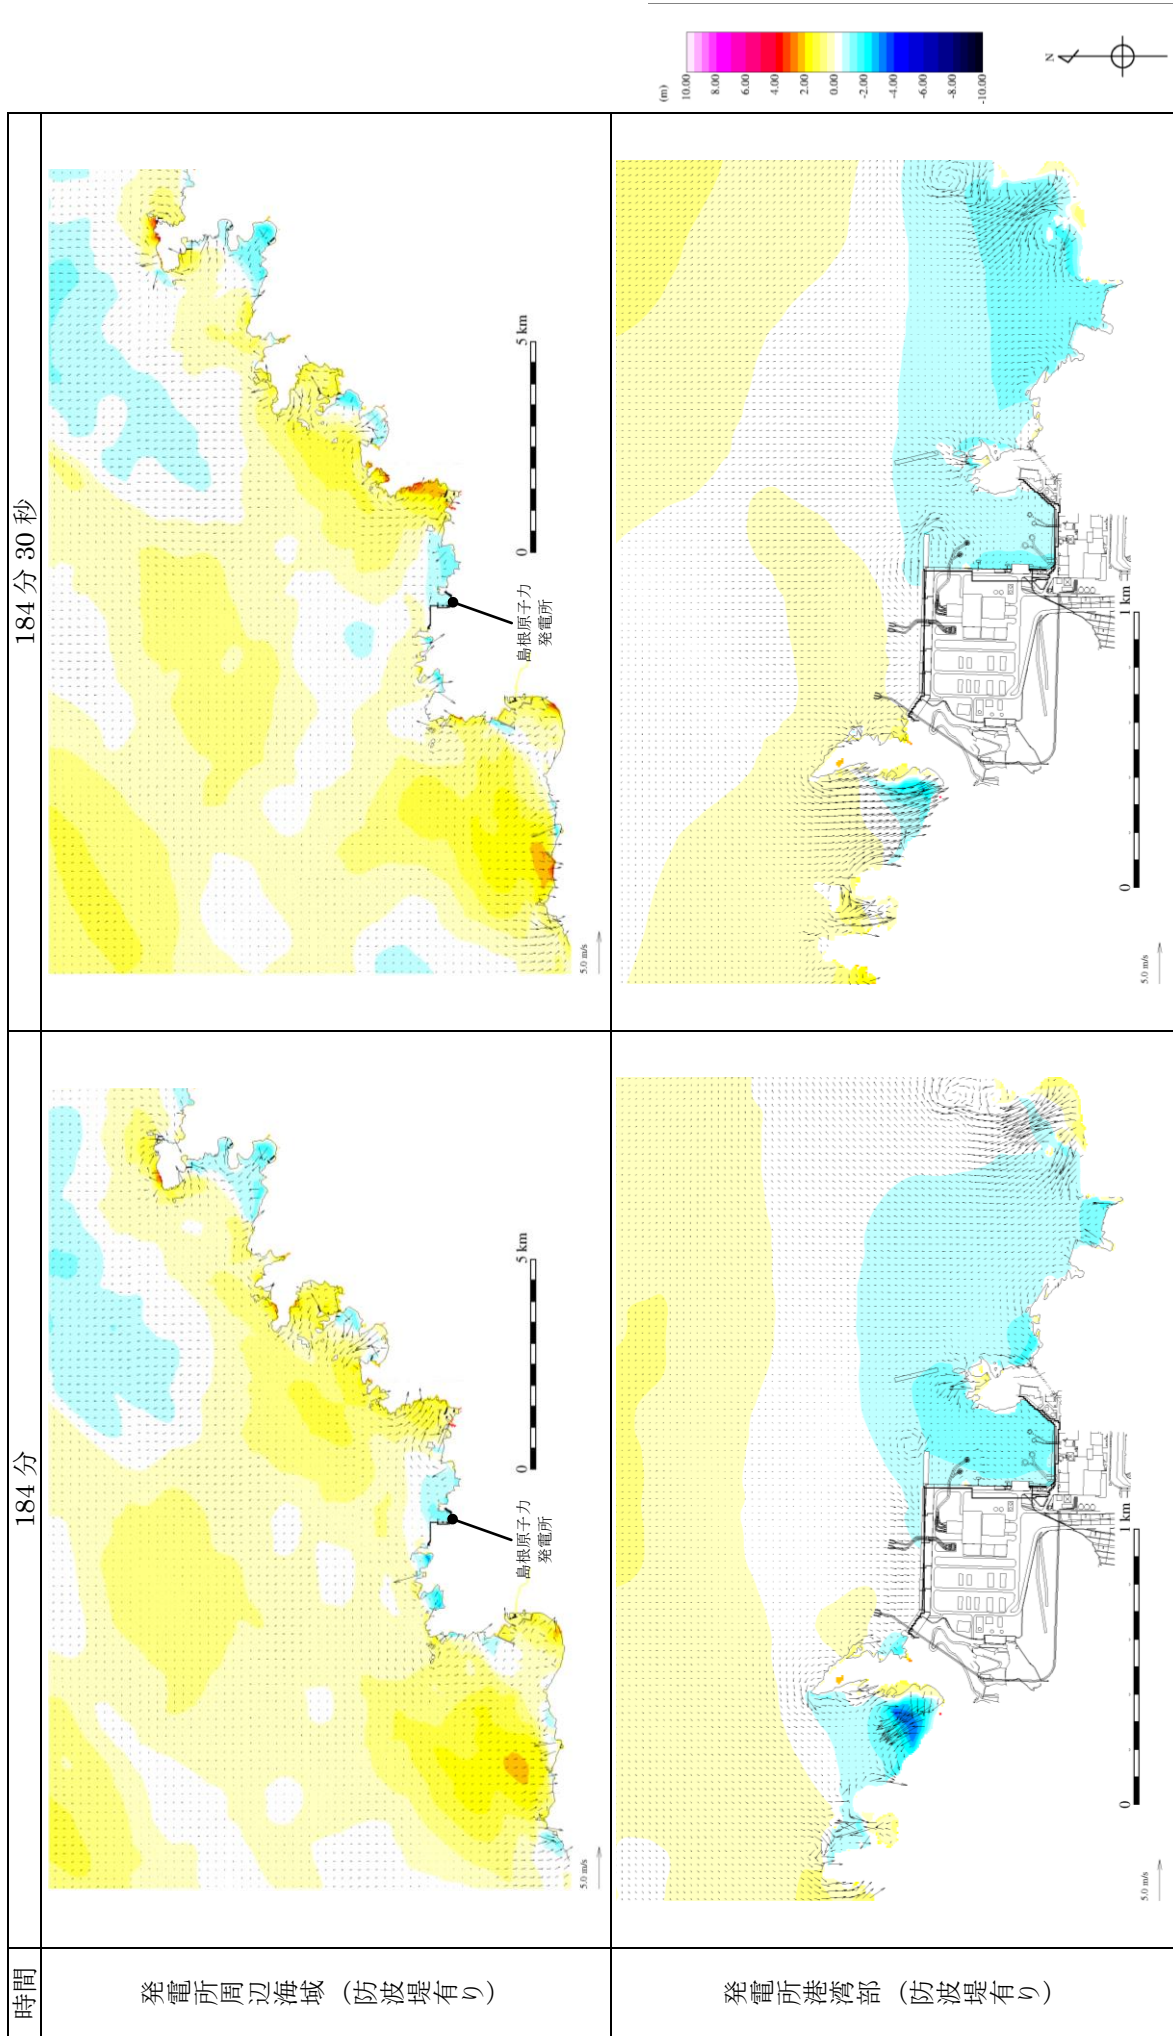 時間
184分
184分30秒
発電所周辺海域（防波堤有り）
島根原子力
発電所
0
5 km
5.0 m/s
島根原子力
発電所
0
5 km
5.0 m/s
発電所港湾部（防波堤有り）
0
1 km
5.0 m/s
0
1 km
5.0 m/s
(m)
10.00
8.00
6.00
4.00
2.00
0.00
-2.00
-4.00
-6.00
-8.00
-10.00
N